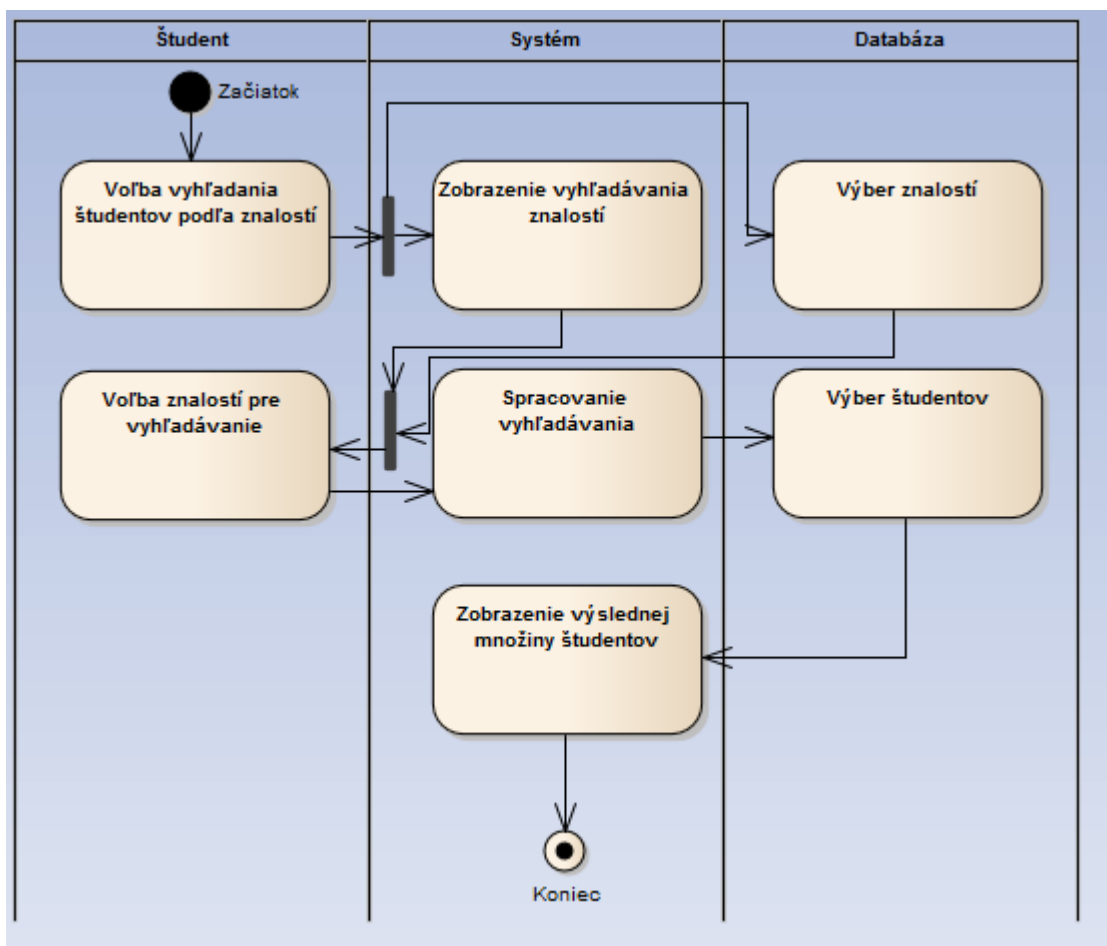 Študent
Systém
Databáza
Začiatok
Voľba vyhľadania
študentov podľa znalostí
Zobrazenie vyhľadávania
znalostí
Výber znalostí
Voľba znalostí pre
vyhľadávanie
Spracovanie
vyhľadávania
Výber študentov
Zobrazenie výslednej
množiny študentov
Koniec